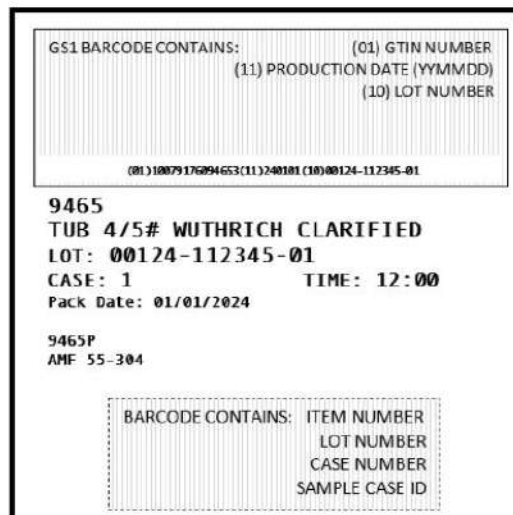 GS1 BARCODE CONTAINS: (01) GTIN NUMBER
(11) PRODUCTION DATE (YYMMDD)
(10) LOT NUMBER
(01)10079176094653(11)240101(10)00124-112345-01
9465
TUB 4/5# WUTHRICH CLARIFIED
LOT: 00124-112345-01
CASE: 1 TIME: 12:00
Pack Date: 01/01/2024
9465P
AMF 55-304
BARCODE CONTAINS: ITEM NUMBER
LOT NUMBER
CASE NUMBER
SAMPLE CASE ID